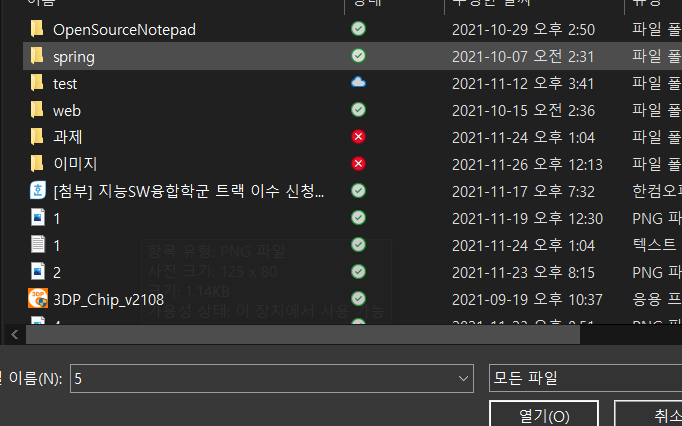 이름 상태 수정한 날짜 유형
OpenSourceNotepad 2021-10-29 오후 2:50 파일 폴
spring 2021-10-07 오전 2:31 파일 폴
test 2021-11-12 오후 3:41 파일 폴
web 2021-10-15 오전 2:36 파일 폴
과제 2021-11-24 오후 1:04 파일 폴
이미지 2021-11-26 오후 12:13 파일 폴
[첨부] 지능SW융합학군 트랙 이수 신청... 2021-11-17 오후 7:32 한컴오피
1 2021-11-19 오후 12:30 PNG 파
1 2021-11-24 오후 1:04 텍스트
2 2021-11-23 오후 8:15 PNG 파
3DP_Chip_v2108 2021-09-19 오후 10:37 응용 프
항목 유형: PNG 파일
사진 크기: 125 x 80
크기: 1.14KB
가용성 상태: 이 장치에서 사용 가능
4 2021-11-23 오후 8:51 PNG 파
이름(N): 5 모든 파일
열기(O) 취소